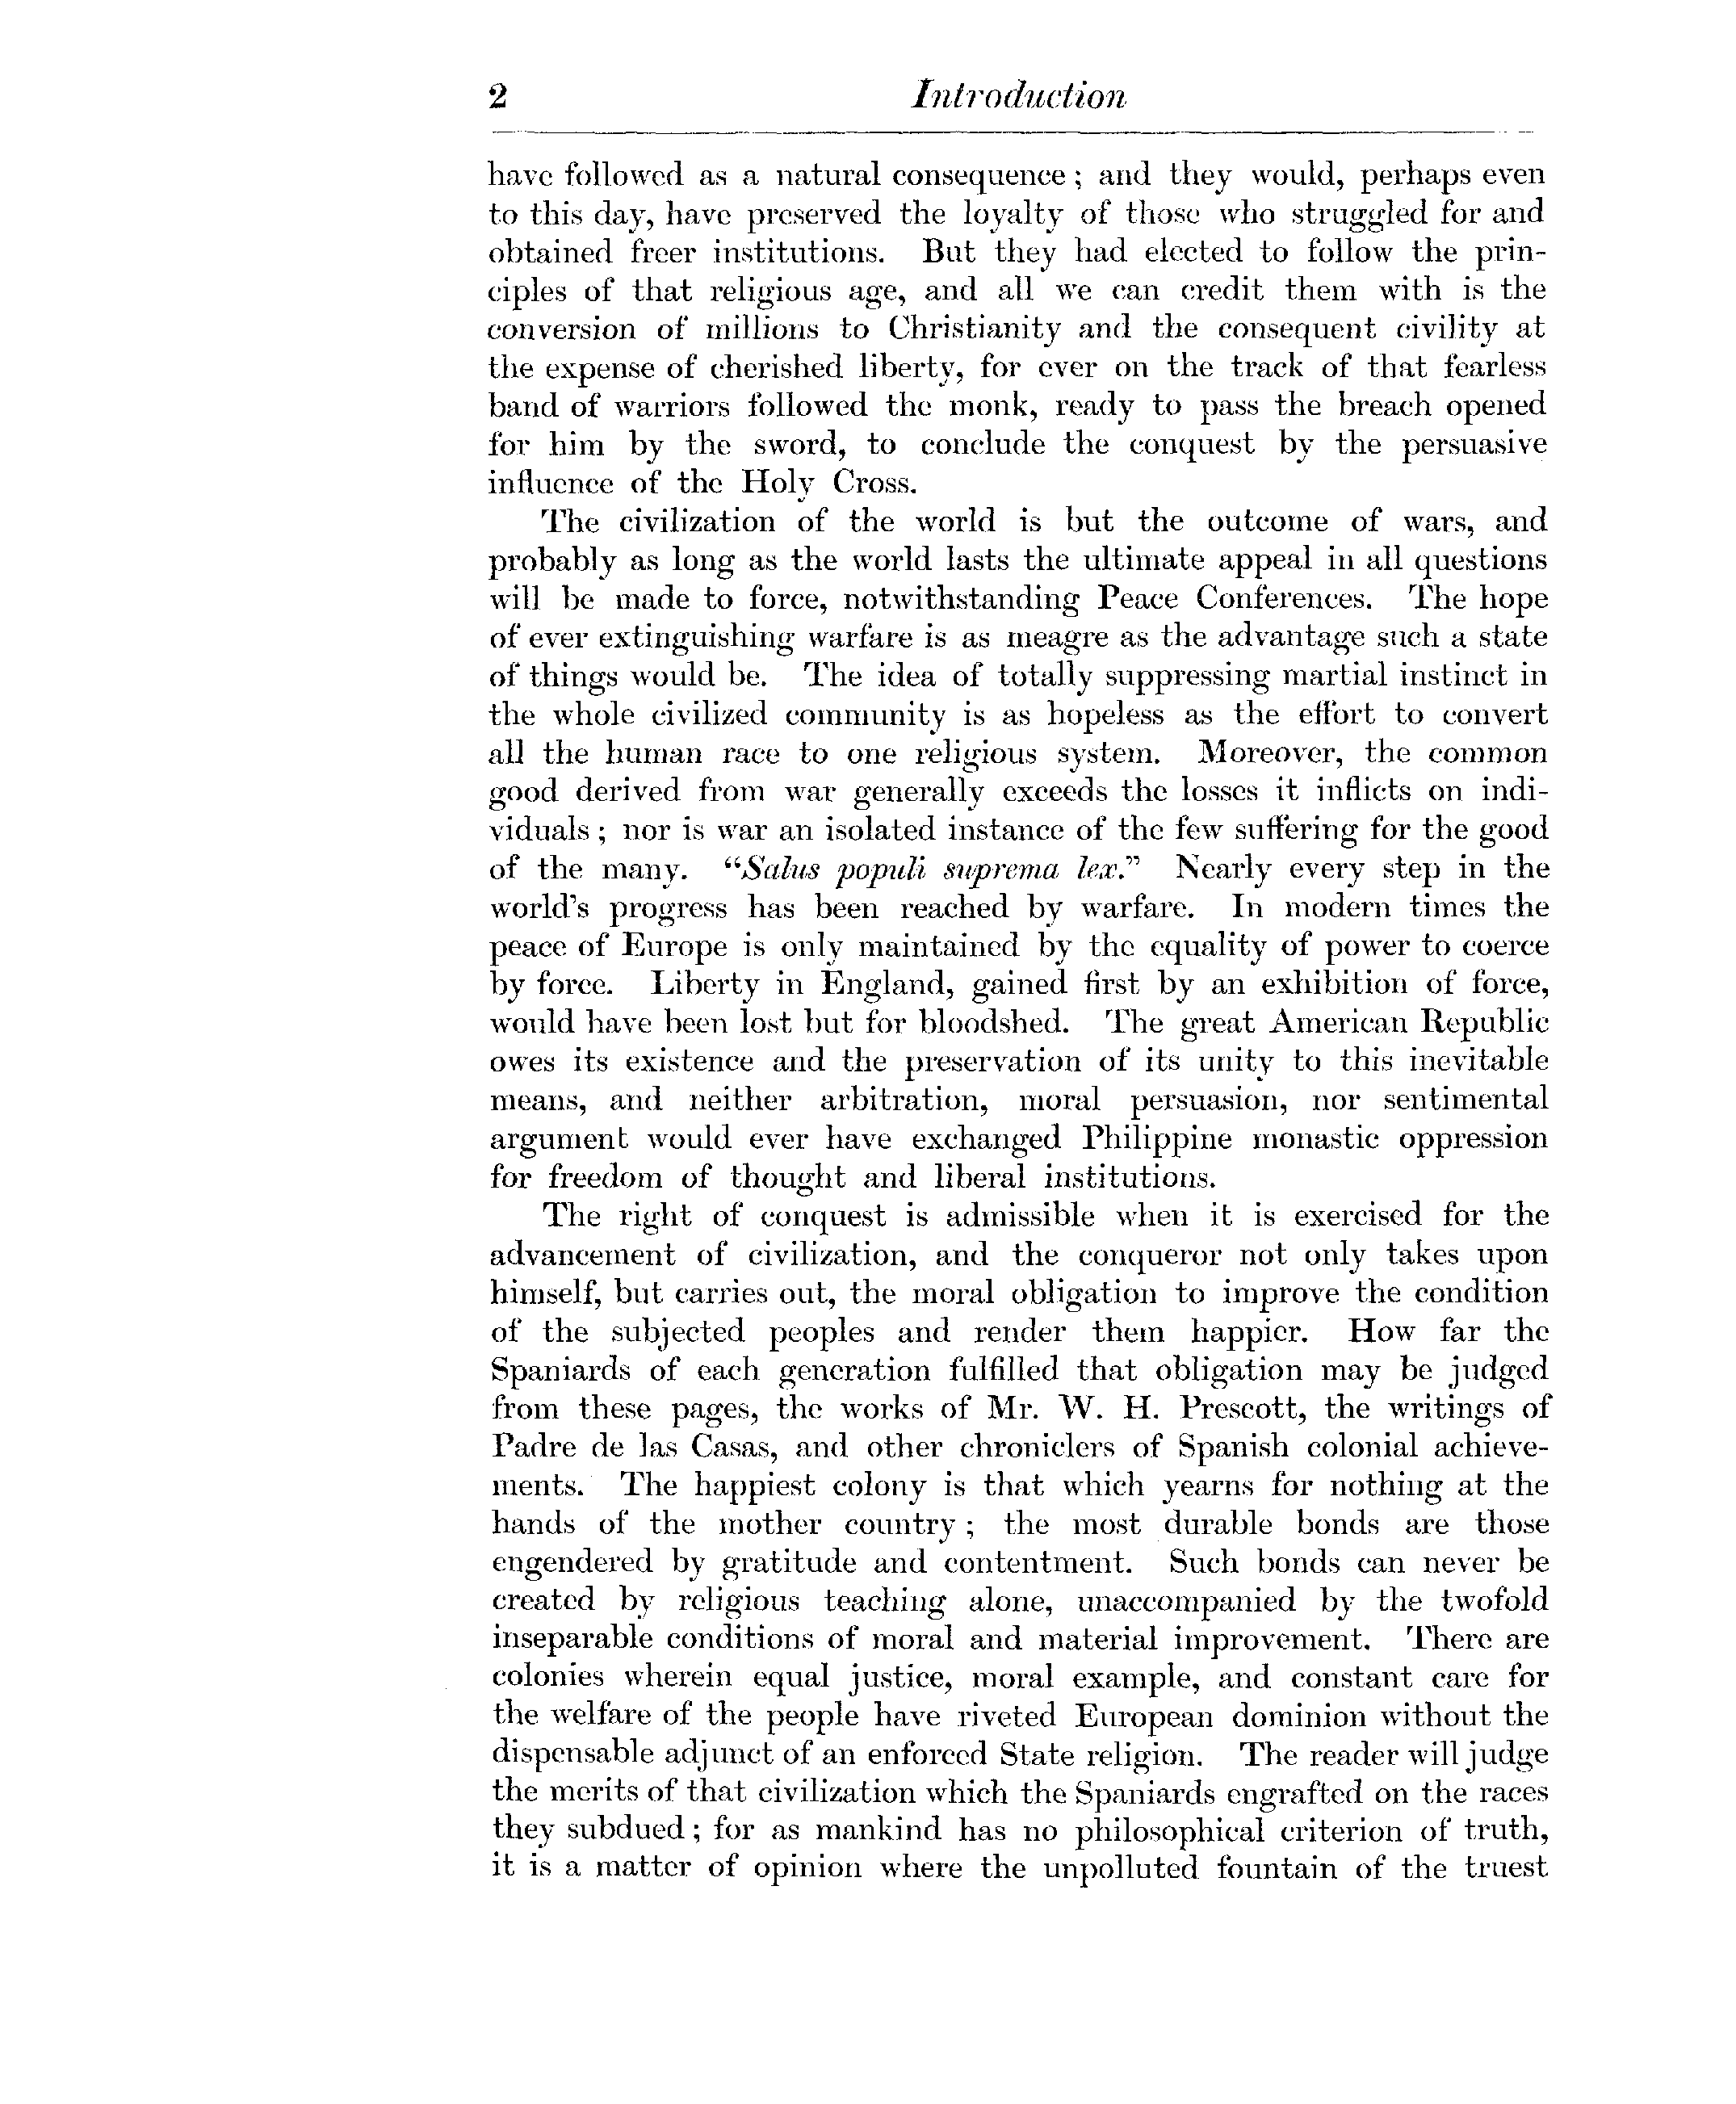 2 Introduction
have followed as a natural consequence; and they would, perhaps even
to this day, have preserved the loyalty of those who struggled for and
obtained freer institutions. But they had elected to follow the prin-
ciples of that religious age, and all we can credit them with is the
conversion of millions to Christianity and the consequent civility at
the expense of cherished liberty, for ever on the track of that fearless
band of warriors followed the monk, ready to pass the breach opened
for him by the sword, to conclude the conquest by the persuasive
influence of the Holy Cross.
The civilization of the world is but the outcome of wars, and
probably as long as the world lasts the ultimate appeal in all questions
will be made to force, notwithstanding Peace Conferences. The hope
of ever extinguishing warfare is as meagre as the advantage such a state
of things would be. The idea of totally suppressing martial instinct in
the whole civilized community is as hopeless as the effort to convert
all the human race to one religious system. Moreover, the common
good derived from war generally exceeds the losses it inflicts on indi-
viduals; nor is war an isolated instance of the few suffering for the good
of the many. "Salus populi suprema lex." Nearly every step in the
world's progress has been reached by warfare. In modern times the
peace of Europe is only maintained by the equality of power to coerce
by force. Liberty in England, gained first by an exhibition of force,
would have been lost but for bloodshed. The great American Republic
owes its existence and the preservation of its unity to this inevitable
means, and neither arbitration, moral persuasion, nor sentimental
argument would ever have exchanged Philippine monastic oppression
for freedom of thought and liberal institutions.
The right of conquest is admissible when it is exercised for the
advancement of civilization, and the conqueror not only takes upon
himself, but carries out, the moral obligation to improve the condition
of the subjected peoples and render them happier. How far the
Spaniards of each generation fulfilled that obligation may be judged
from these pages, the works of Mr. W. H. Prescott, the writings of
Padre de las Casas, and other chroniclers of Spanish colonial achieve-
ments. The happiest colony is that which yearns for nothing at the
hands of the mother country; the most durable bonds are those
engendered by gratitude and contentment. Such bonds can never be
created by religious teaching alone, unaccompanied by the twofold
inseparable conditions of moral and material improvement. There are
colonies wherein equal justice, moral example, and constant care for
the welfare of the people have riveted European dominion without the
dispensable adjunct of an enforced State religion. The reader will judge
the merits of that civilization which the Spaniards engrafted on the races
they subdued; for as mankind has no philosophical criterion of truth,
it is a matter of opinion where the unpolluted fountain of the truest